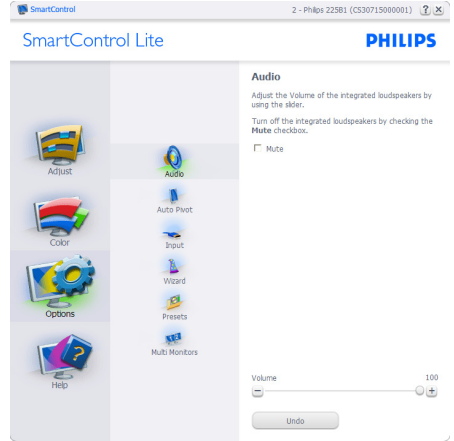 SmartControl
2 - Philips 225B1 (CS30715000001)
SmartControl Lite
PHILIPS
Adjust
Color
Options
Help
Audio
Auto Pivot
Input
Wizard
Presets
Multi Monitors
Audio
Adjust the Volume of the integrated loudspeakers by
using the slider.
Turn off the integrated loudspeakers by checking the
Mute checkbox.
Mute
Volume 100
Undo